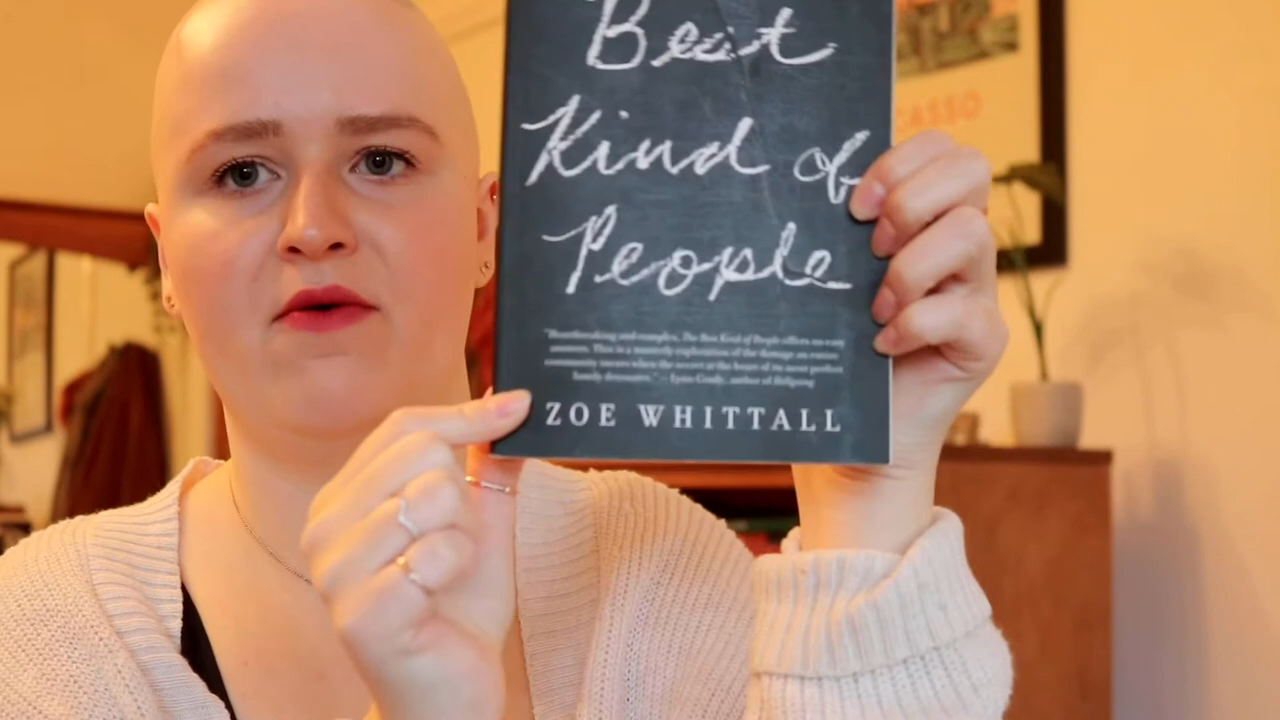 Best
Kind of
People
"Heartbreaking and complex, The Best Kind of People offers no easy
answers. This is a masterly exploration of the damage an entire
community incurs when the secret at the heart of its most perfect
family detonates." — Lynn Coady, author of Hellgoing
ZOE WHITTALL
CASSO